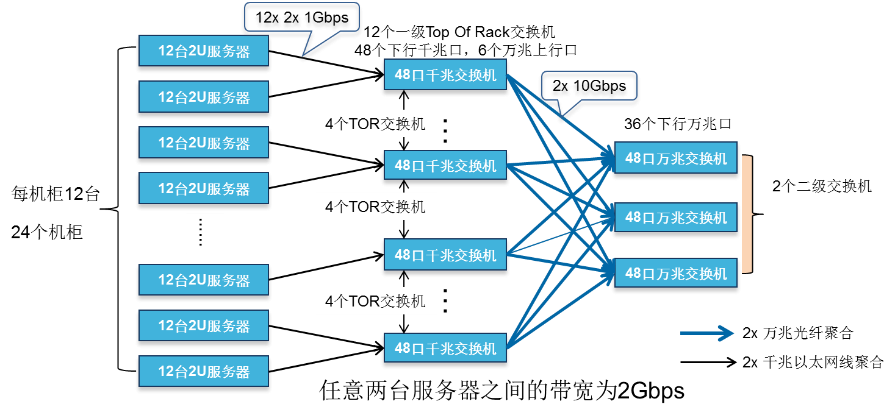 12x 2x 1Gbps
12个一级Top Of Rack交换机
48个下行千兆口，6个万兆上行口
12台2U服务器
48口千兆交换机
2x 10Gbps
12台2U服务器
4个TOR交换机
36个下行万兆口
12台2U服务器
48口千兆交换机
48口万兆交换机
12台2U服务器
每机柜12台
24个机柜
4个TOR交换机
48口万兆交换机
2个二级交换机
12台2U服务器
48口千兆交换机
48口万兆交换机
4个TOR交换机
12台2U服务器
48口千兆交换机
12台2U服务器
2x 万兆光纤聚合
2x 千兆以太网线聚合
任意两台服务器之间的带宽为2Gbps